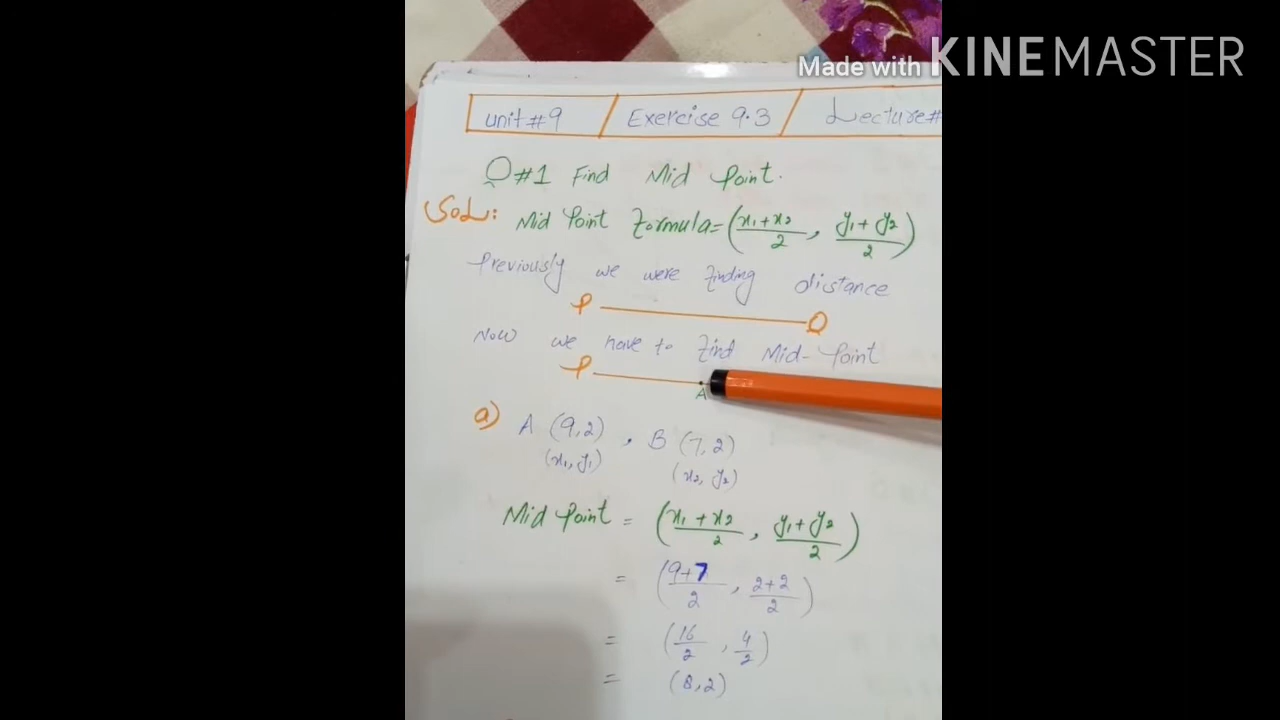 Made with KINEMASTER
unit#9 / Exercise 9.3 / Lecture#
Q#1 Find Mid Point.
Sol: Mid Point Formula=(x₁+x₂/2, y₁+y₂/2)
Previously we were finding distance
P Q
Now we have to find Mid-Point
P A
a) A (9,2), B (7,2)
(x₁, y₁) (x₂, y₂)
Mid Point = (x₁+x₂/2, y₁+y₂/2)
= (9+7/2, 2+2/2)
= (16/2, 4/2)
= (8,2)